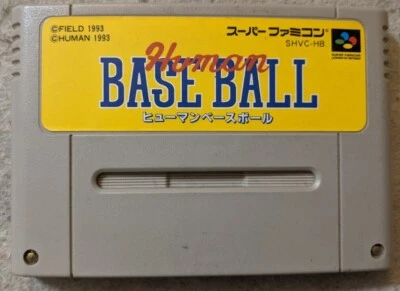 ©FIELD 1993
©HUMAN 1993
スーパーファミコン
SHVC-HB
Human
BASE BALL
ヒューマンベースボール